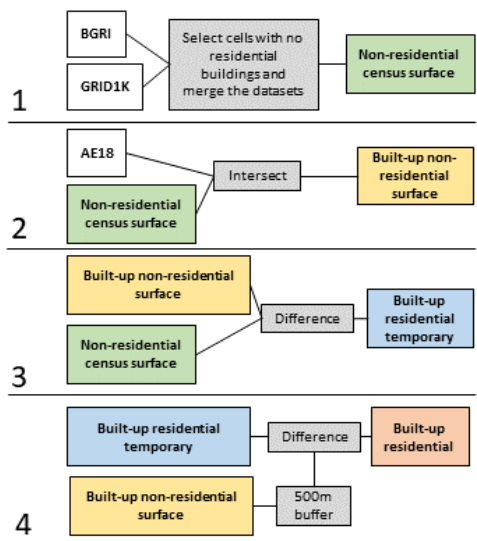 BGRI
GRID1K
Select cells with no
residential
buildings and
merge the datasets
Non-residential
census surface
1
AE18
Non-residential
census surface
Intersect
Built-up non-
residential
surface
2
Built-up non-residential
surface
Non-residential
census surface
Difference
Built-up
residential
temporary
3
Built-up residential
temporary
Difference
Built-up
residential
Built-up non-residential
surface
500m
buffer
4